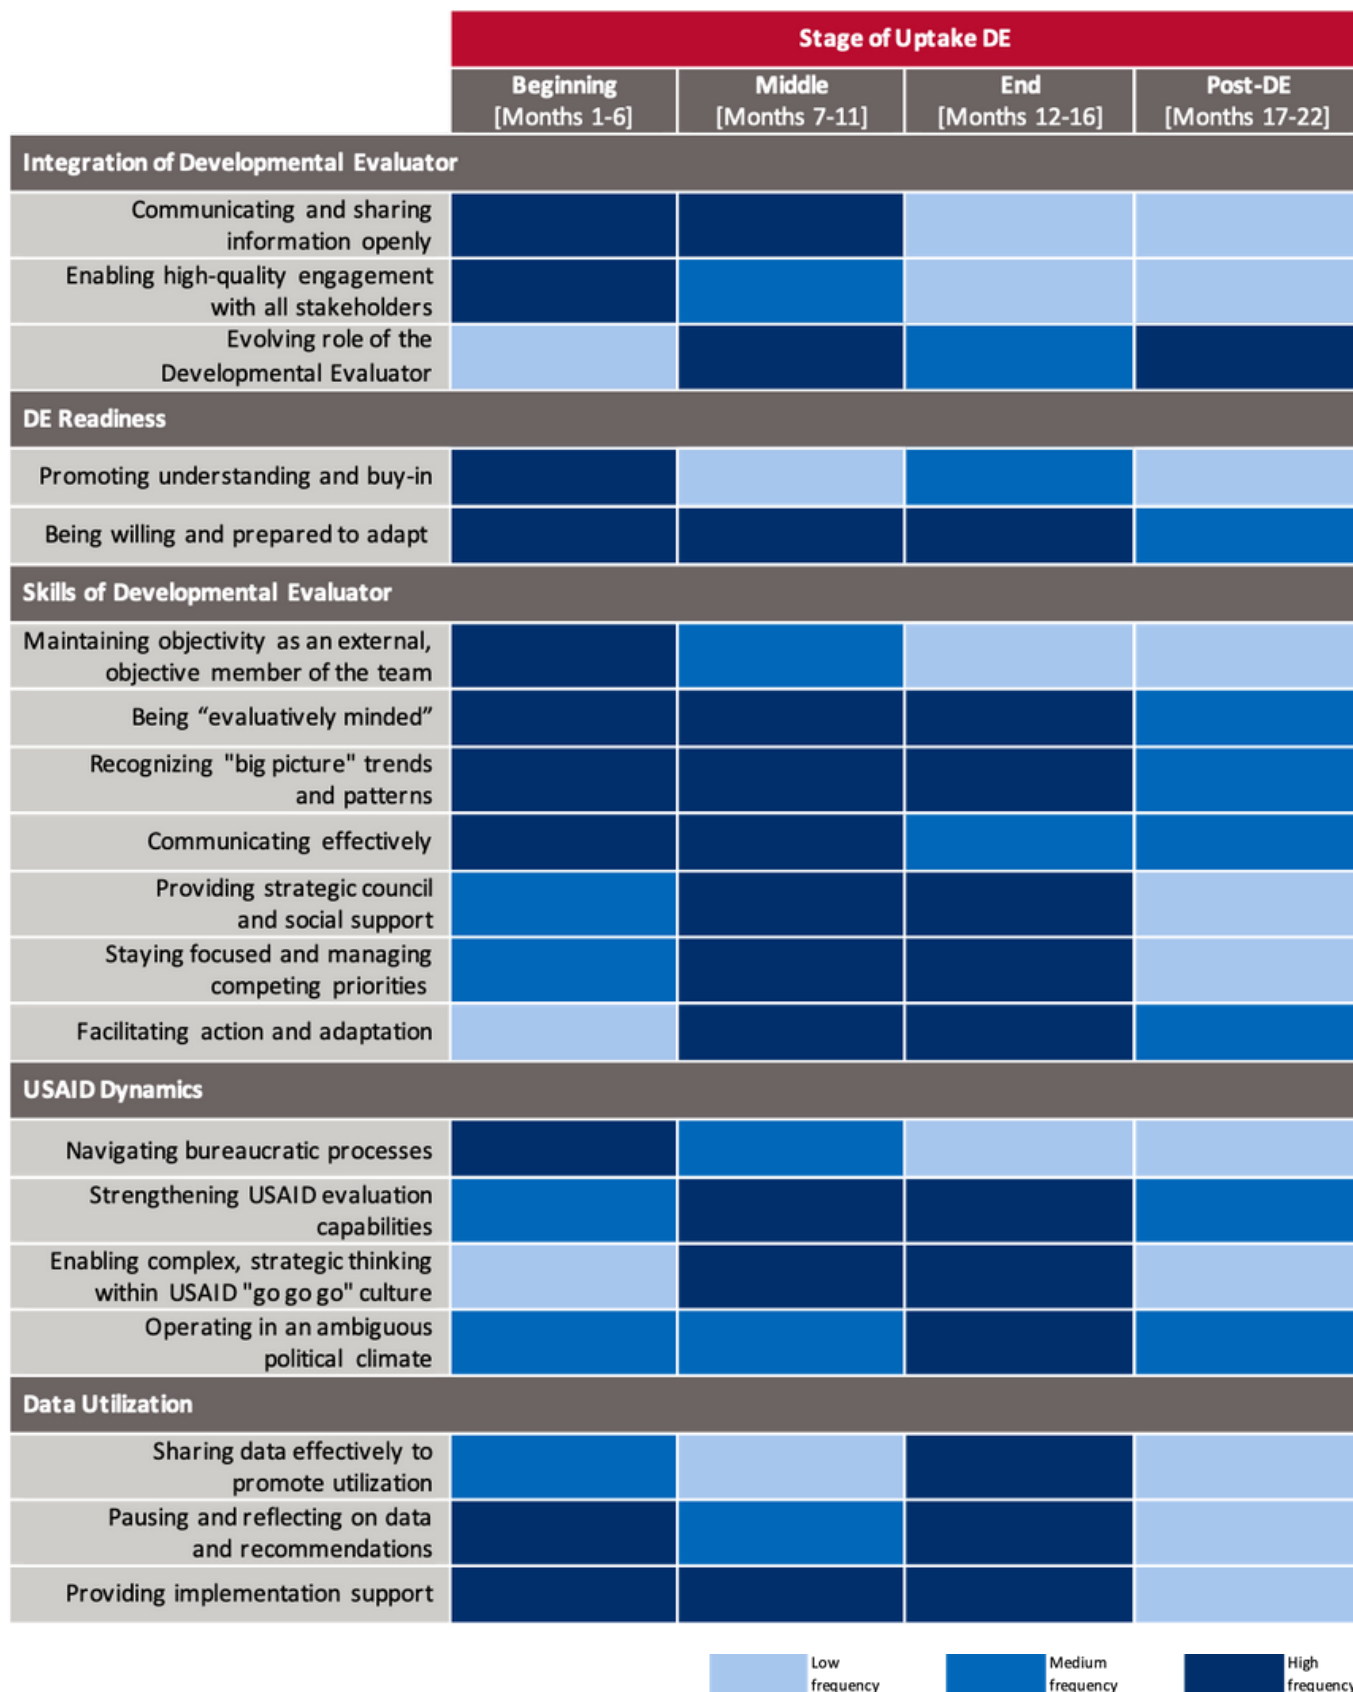 Stage of Uptake DE
Beginning
[Months 1-6]
Middle
[Months 7-11]
End
[Months 12-16]
Post-DE
[Months 17-22]
Integration of Developmental Evaluator
Communicating and sharing
information openly
Enabling high-quality engagement
with all stakeholders
Evolving role of the
Developmental Evaluator
DE Readiness
Promoting understanding and buy-in
Being willing and prepared to adapt
Skills of Developmental Evaluator
Maintaining objectivity as an external,
objective member of the team
Being “evaluatively minded”
Recognizing "big picture" trends
and patterns
Communicating effectively
Providing strategic council
and social support
Staying focused and managing
competing priorities
Facilitating action and adaptation
USAID Dynamics
Navigating bureaucratic processes
Strengthening USAID evaluation
capabilities
Enabling complex, strategic thinking
within USAID "go go go" culture
Operating in an ambiguous
political climate
Data Utilization
Sharing data effectively to
promote utilization
Pausing and reflecting on data
and recommendations
Providing implementation support
Low
frequency
Medium
frequency
High
frequency